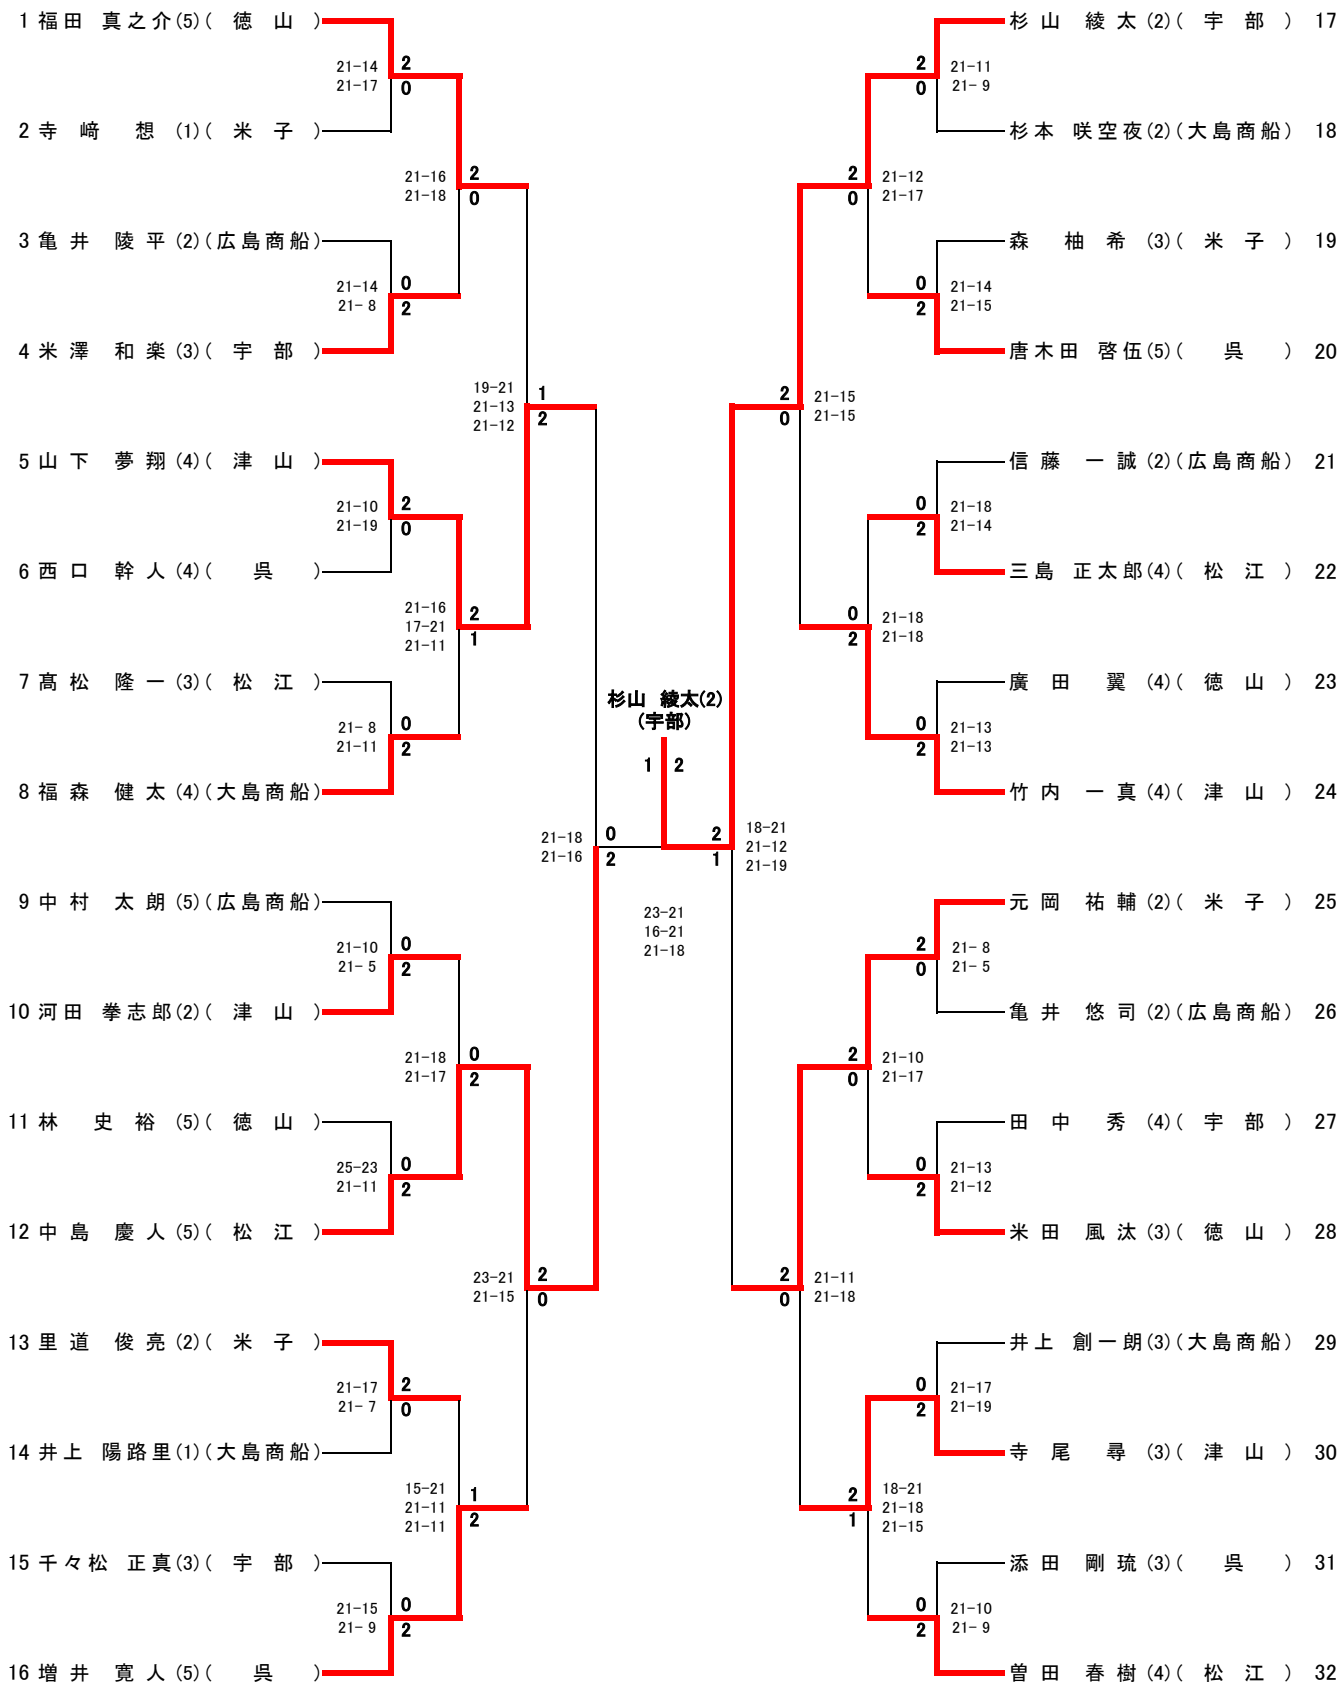 1 福田 真之介(5)( 徳 山 )
21-14 2
21-17 0
2 寺 﨑 想 (1)( 米 子 )
21-16 2
21-18 0
3 亀 井 陵 平 (2)(広島商船)
21-14 0
21- 8 2
4 米 澤 和 楽 (3)( 宇 部 )
19-21 1
21-13
21-12 2
5 山 下 夢 翔 (4)( 津 山 )
21-10 2
21-19 0
6 西 口 幹 人 (4)( 呉 )
21-16 2
17-21
21-11 1
7 髙 松 隆 一 (3)( 松 江 )
21- 8 0
21-11 2
8 福 森 健 太 (4)(大島商船)
21-18 0
21-16 2
9 中 村 太 朗 (5)(広島商船)
21-10 0
21- 5 2
10 河田 拳志郎(2)( 津 山 )
21-18 0
21-17 2
11 林 史 裕 (5)( 徳 山 )
25-23 0
21-11 2
12 中 島 慶 人 (5)( 松 江 )
23-21 2
21-15 0
13 里 道 俊 亮 (2)( 米 子 )
21-17 2
21- 7 0
14 井上 陽路里(1)(大島商船)
15-21 1
21-11
21-11 2
15 千々松 正真(3)( 宇 部 )
21-15 0
21- 9 2
16 増 井 寛 人 (5)( 呉 )
杉山 綾太(2)
(宇部)
1 2
23-21
16-21
21-18
杉 山 綾 太 (2)( 宇 部 ) 17
2 21-11
0 21- 9
杉本 咲空夜(2)(大島商船) 18
2 21-12
0 21-17
森 柚 希 (3)( 米 子 ) 19
0 21-14
2 21-15
唐木田 啓伍(5)( 呉 ) 20
2 21-15
0 21-15
信 藤 一 誠 (2)(広島商船) 21
0 21-18
2 21-14
三島 正太郎(4)( 松 江 ) 22
0 21-18
2 21-18
廣 田 翼 (4)( 徳 山 ) 23
0 21-13
2 21-13
竹 内 一 真 (4)( 津 山 ) 24
2 18-21
21-12
1 21-19
元 岡 祐 輔 (2)( 米 子 ) 25
2 21- 8
0 21- 5
亀 井 悠 司 (2)(広島商船) 26
2 21-10
0 21-17
田 中 秀 (4)( 宇 部 ) 27
0 21-13
2 21-12
米 田 風 汰 (3)( 徳 山 ) 28
2 21-11
0 21-18
井上 創一朗(3)(大島商船) 29
0 21-17
2 21-19
寺 尾 尋 (3)( 津 山 ) 30
2 18-21
21-18
1 21-15
添 田 剛 琉 (3)( 呉 ) 31
0 21-10
2 21- 9
曽 田 春 樹 (4)( 松 江 ) 32